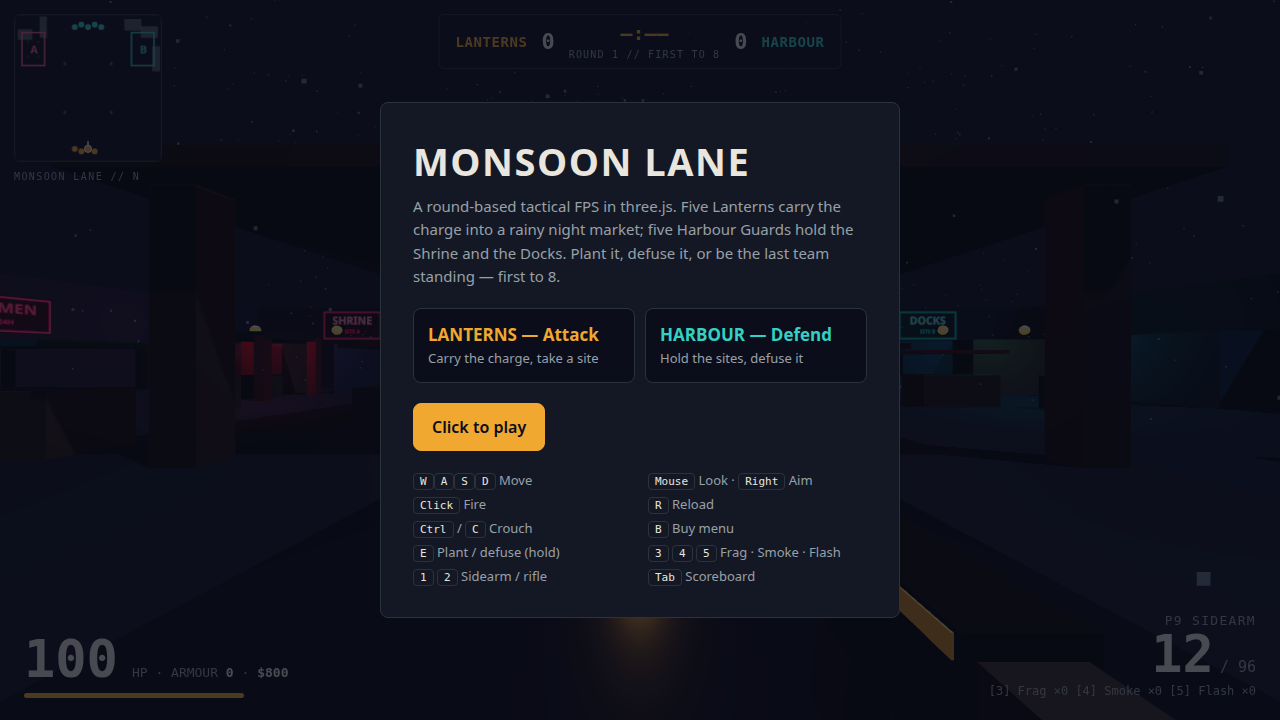 A
B
MONSOON LANE // N
LANTERNS 0 —:—— 0 HARBOUR
ROUND 1 // FIRST TO 8
MONSOON LANE
A round-based tactical FPS in three.js. Five Lanterns carry the
charge into a rainy night market; five Harbour Guards hold the
Shrine and the Docks. Plant it, defuse it, or be the last team
standing — first to 8.
LANTERNS — Attack
Carry the charge, take a site
HARBOUR — Defend
Hold the sites, defuse it
Click to play
W A S D Move
Mouse Look · Right Aim
Click Fire
R Reload
Ctrl / C Crouch
B Buy menu
E Plant / defuse (hold)
3 4 5 Frag · Smoke · Flash
1 2 Sidearm / rifle
Tab Scoreboard
MEN
SHRINE
SITE A
DOCKS
SITE B
100 HP · ARMOUR 0 · $800
P9 SIDEARM
12 / 96
[3] Frag ×0 [4] Smoke ×0 [5] Flash ×0